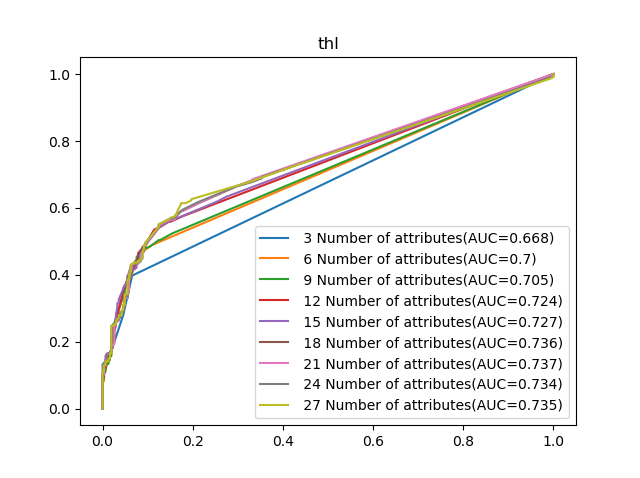 thl
1.0
0.8
0.6
0.4
0.2
0.0
3 Number of attributes(AUC=0.668)
6 Number of attributes(AUC=0.7)
9 Number of attributes(AUC=0.705)
12 Number of attributes(AUC=0.724)
15 Number of attributes(AUC=0.727)
18 Number of attributes(AUC=0.736)
21 Number of attributes(AUC=0.737)
24 Number of attributes(AUC=0.734)
27 Number of attributes(AUC=0.735)
0.0 0.2 0.4 0.6 0.8 1.0